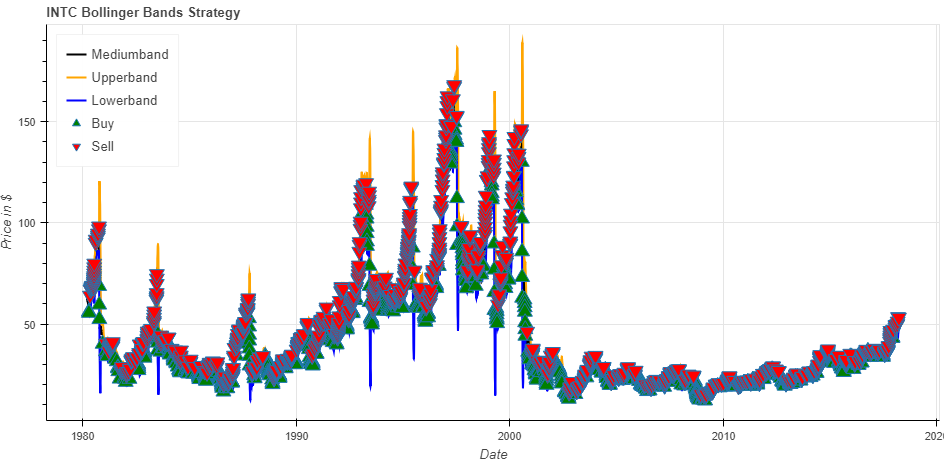 INTC Bollinger Bands Strategy
Mediumband
Upperband
Lowerband
Buy
Sell
150
100
50
Price in $
1980
1990
2000
2010
2020
Date